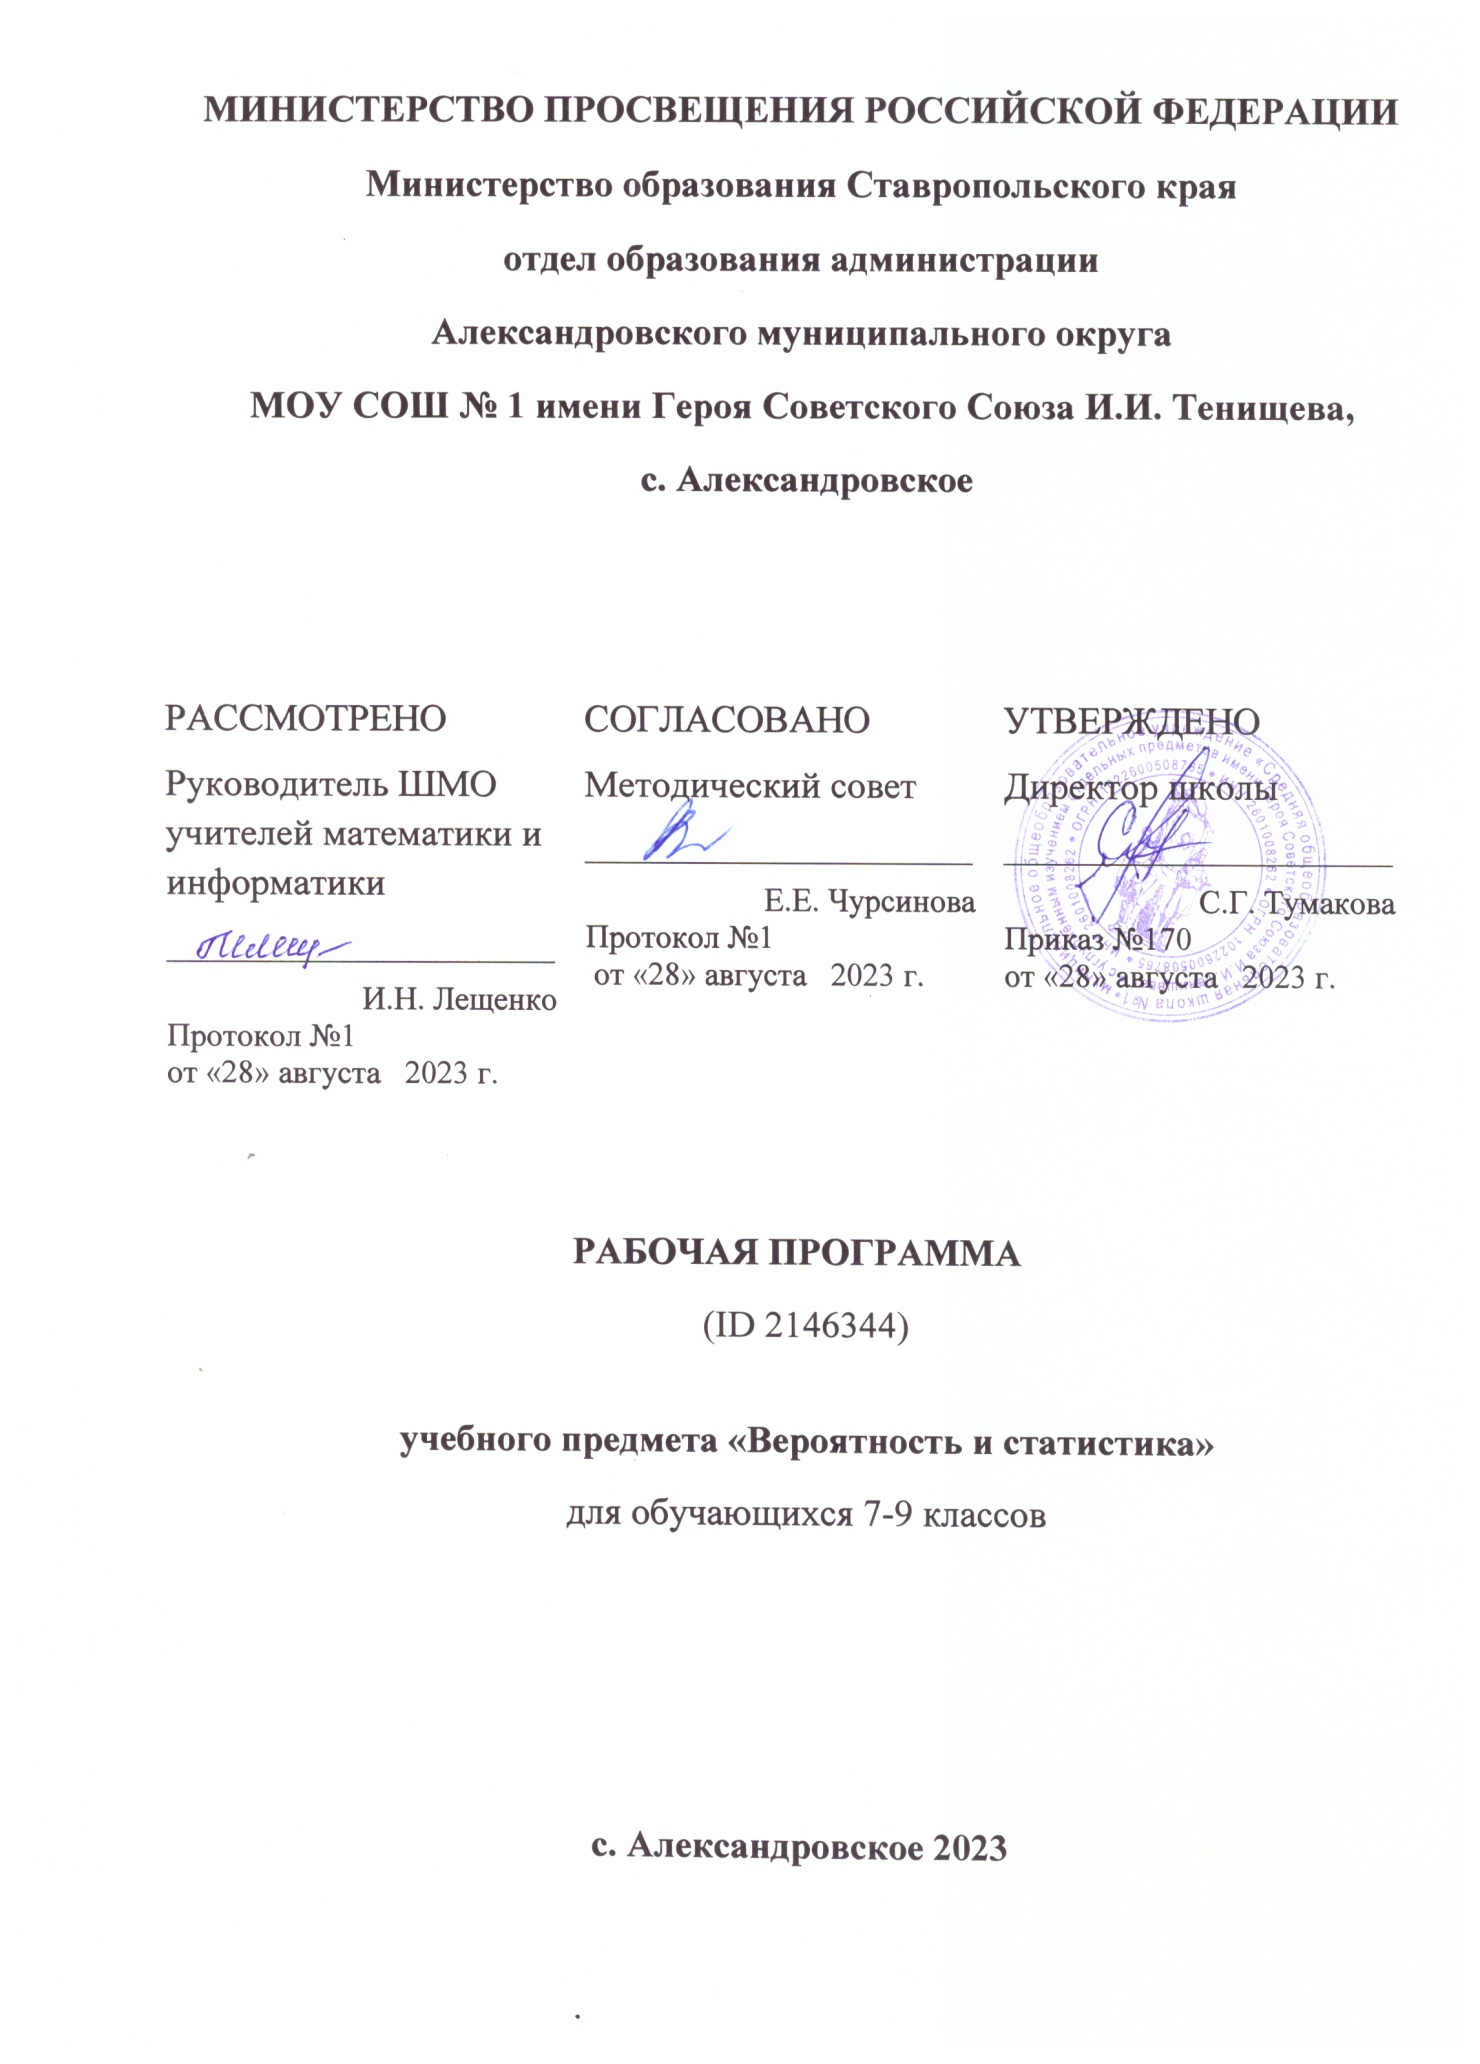 МИНИСТЕРСТВО ПРОСВЕЩЕНИЯ РОССИЙСКОЙ ФЕДЕРАЦИИ
Министерство образования Ставропольского края
отдел образования администрации
Александровского муниципального округа
МОУ СОШ № 1 имени Героя Советского Союза И.И. Тенищева,
с. Александровское
РАССМОТРЕНО
Руководитель ШМО
учителей математики и
информатики
И.Н. Лещенко
Протокол №1
от «28» августа 2023 г.
СОГЛАСОВАНО
Методический совет
Е.Е. Чурсинова
Протокол №1
от «28» августа 2023 г.
УТВЕРЖДЕНО
Директор школы
С.Г. Тумакова
Приказ №170
от «28» августа 2023 г.
РАБОЧАЯ ПРОГРАММА
(ID 2146344)
учебного предмета «Вероятность и статистика»
для обучающихся 7-9 классов
с. Александровское 2023